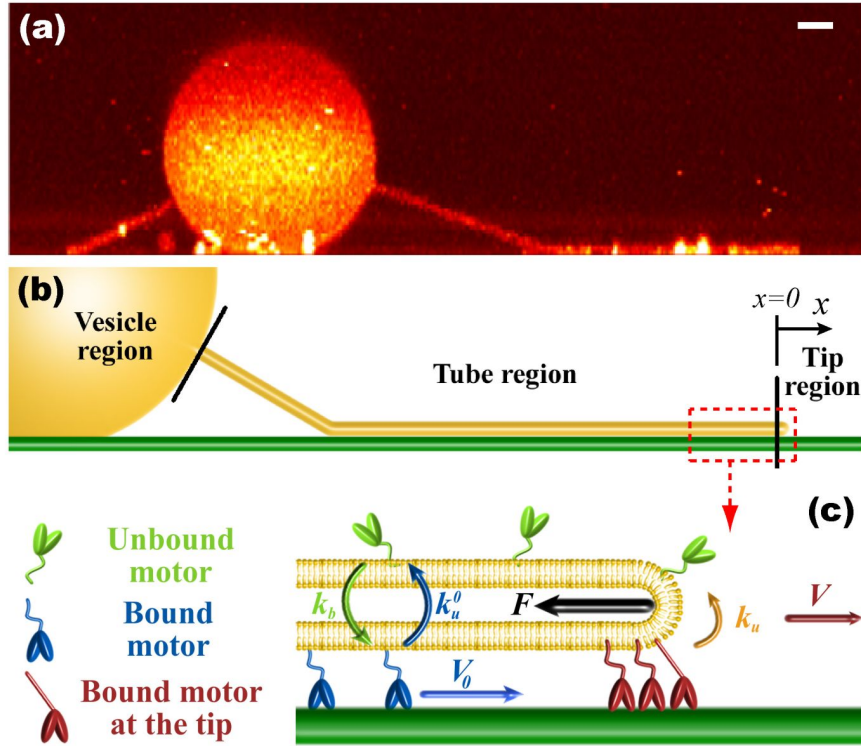 (a)
(b)
Vesicle
region
Tube region
x=0
x
Tip
region
(c)
Unbound
motor
Bound
motor
Bound motor
at the tip
k_b
k_u^0
F
k_u
V
V_0